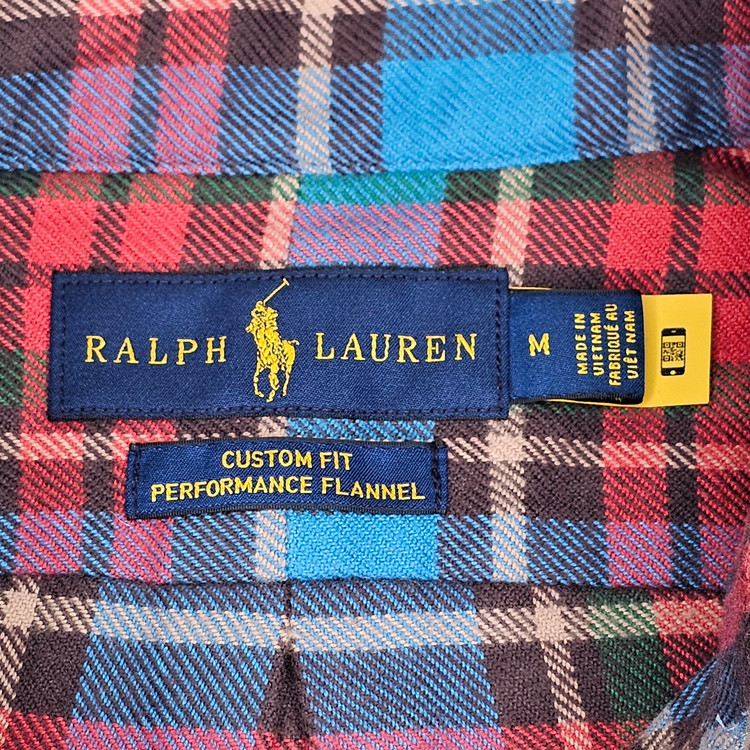 RALPH LAUREN
M
MADE IN
VIETNAM
FABRIQUÉ AU
VIÊT NAM
CUSTOM FIT
PERFORMANCE FLANNEL